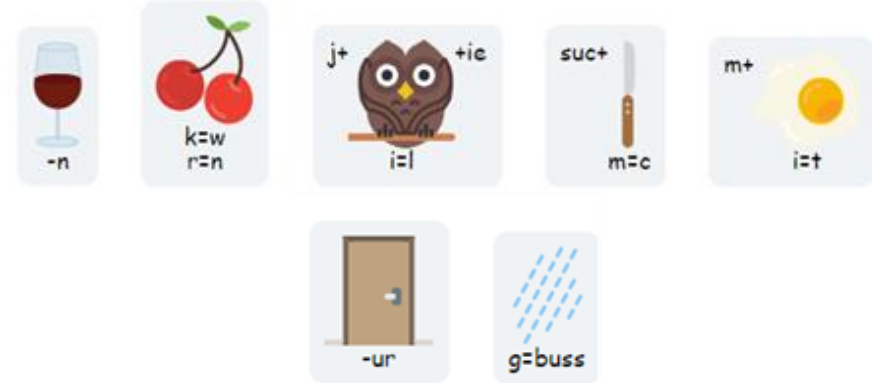 -n
k=w
r=n
j+ +ie
i=l
suc+
m=c
m+
i=t
-ur
g=buss